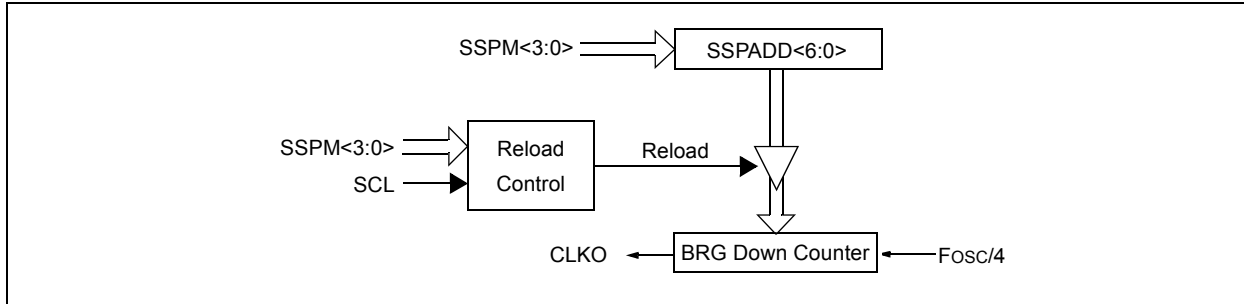 SSPM<3:0>
SSPADD<6:0>
SSPM<3:0>
SCL
Reload
Control
Reload
CLKO
BRG Down Counter
FOSC/4